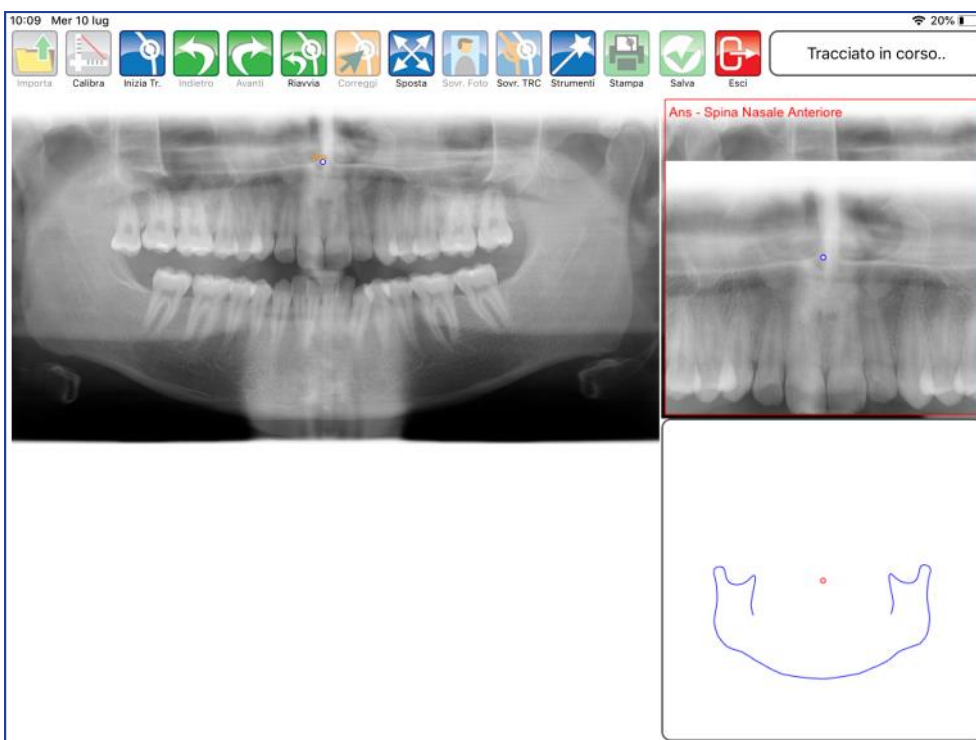 10:09 Mer 10 lug
20%
Importa
Calibra
Inizia Tr.
Indietro
Avanti
Riavvia
Correggi
Sposta
Sovr. Foto
Sovr. TRC
Strumenti
Stampa
Salva
Esci
Tracciato in corso..
Ans - Spina Nasale Anteriore
Ans